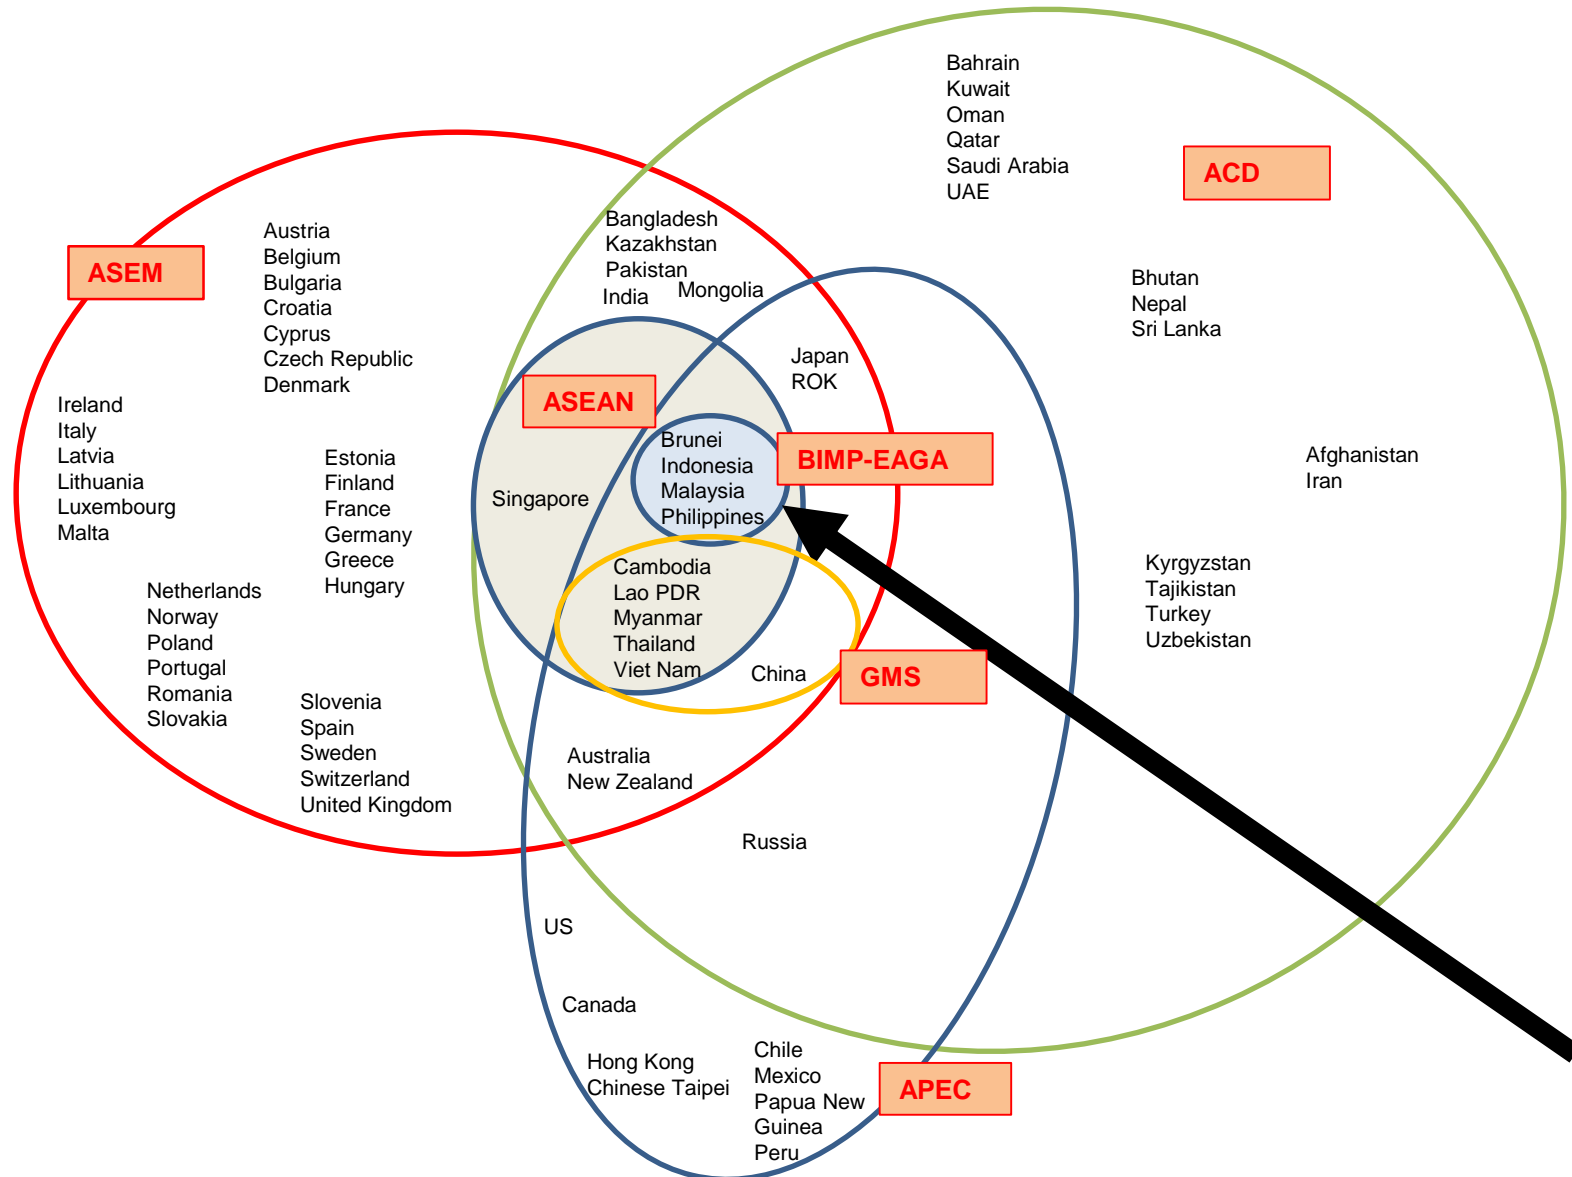 Bahrain
Kuwait
Oman
Qatar
Saudi Arabia
UAE
ACD
Bangladesh
Kazakhstan
Pakistan
India
Mongolia
Austria
Belgium
Bulgaria
Croatia
Cyprus
Czech Republic
Denmark
ASEM
Bhutan
Nepal
Sri Lanka
Japan
ROK
ASEAN
Ireland
Italy
Latvia
Lithuania
Luxembourg
Malta
Estonia
Finland
France
Germany
Greece
Hungary
Singapore
Brunei
Indonesia
Malaysia
Philippines
BIMP-EAGA
Afghanistan
Iran
Cambodia
Lao PDR
Myanmar
Thailand
Viet Nam
China
GMS
Kyrgyzstan
Tajikistan
Turkey
Uzbekistan
Netherlands
Norway
Poland
Portugal
Romania
Slovakia
Slovenia
Spain
Sweden
Switzerland
United Kingdom
Australia
New Zealand
Russia
US
Canada
Hong Kong
Chinese Taipei
Chile
Mexico
Papua New
Guinea
Peru
APEC